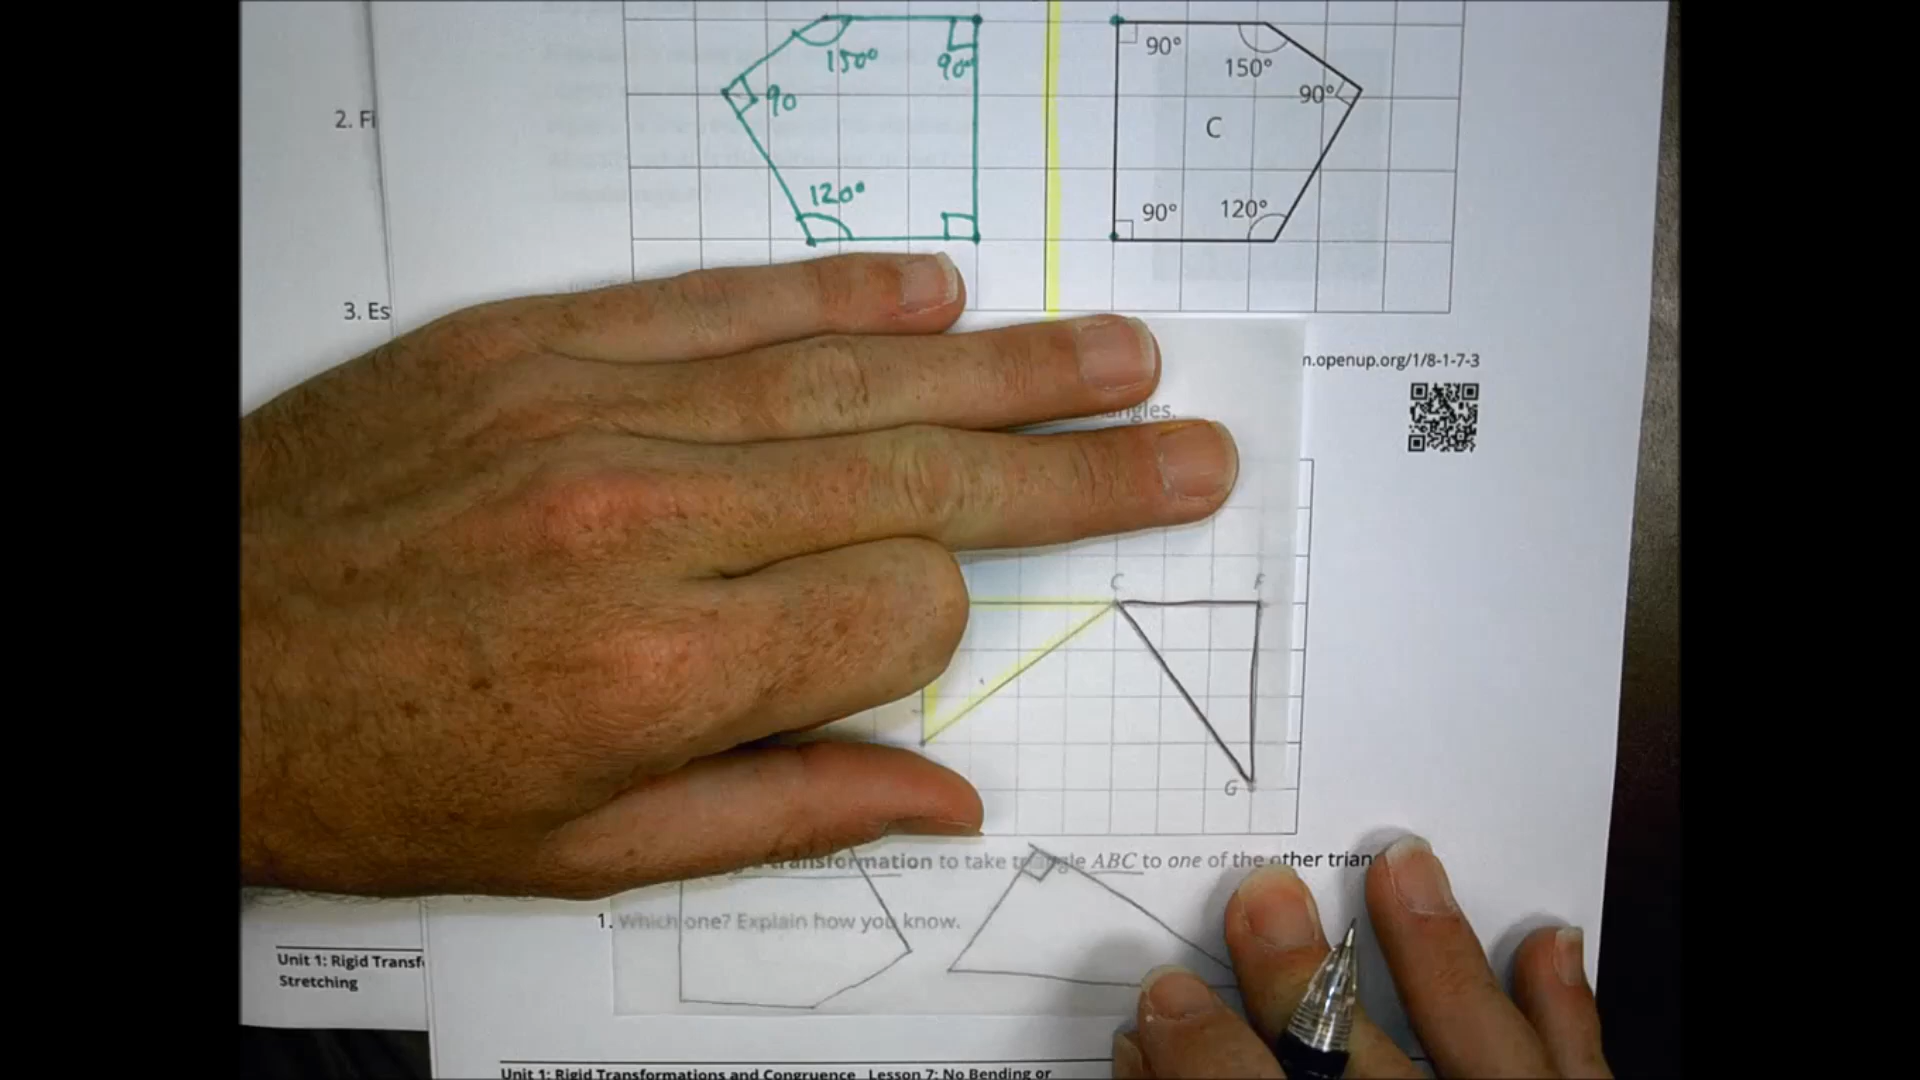 150°
90°
90
120°
90°
150°
90°
C
90°
120°
2. Fi
3. Es
n.openup.org/1/8-1-7-3
angles.
C
F
G
transformation to take triangle ABC to one of the other trian
1. Which one? Explain how you know.
Unit 1: Rigid Transf
Stretching
Unit 1: Rigid Transformations and Congruence Lesson 7: No Bending or